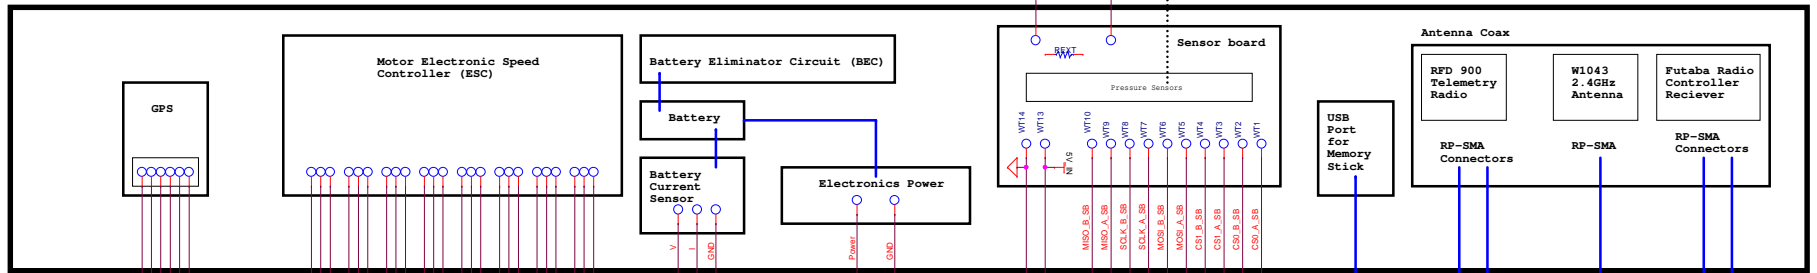 GPS
Motor Electronic Speed
Controller (ESC)
Battery Eliminator Circuit (BEC)
Battery
Battery
Current
Sensor
V
I
GND
Electronics Power
Power
GND
Sensor board
REXT
Pressure Sensors
WT14
WT13
WT10
WT9
WT8
WT7
WT6
WT5
WT4
WT3
WT2
WT1
5V
IN
MISO_B_SB
MISO_A_SB
SCLK_B_SB
SCLK_A_SB
MOSI_B_SB
MOSI_A_SB
CS1_B_SB
CS1_A_SB
CS0_B_SB
CS0_A_SB
USB
Port
for
Memory
Stick
Antenna Coax
RFD 900
Telemetry
Radio
W1043
2.4GHz
Antenna
Futaba Radio
Controller
Reciever
RP-SMA
Connectors
RP-SMA
RP-SMA
Connectors